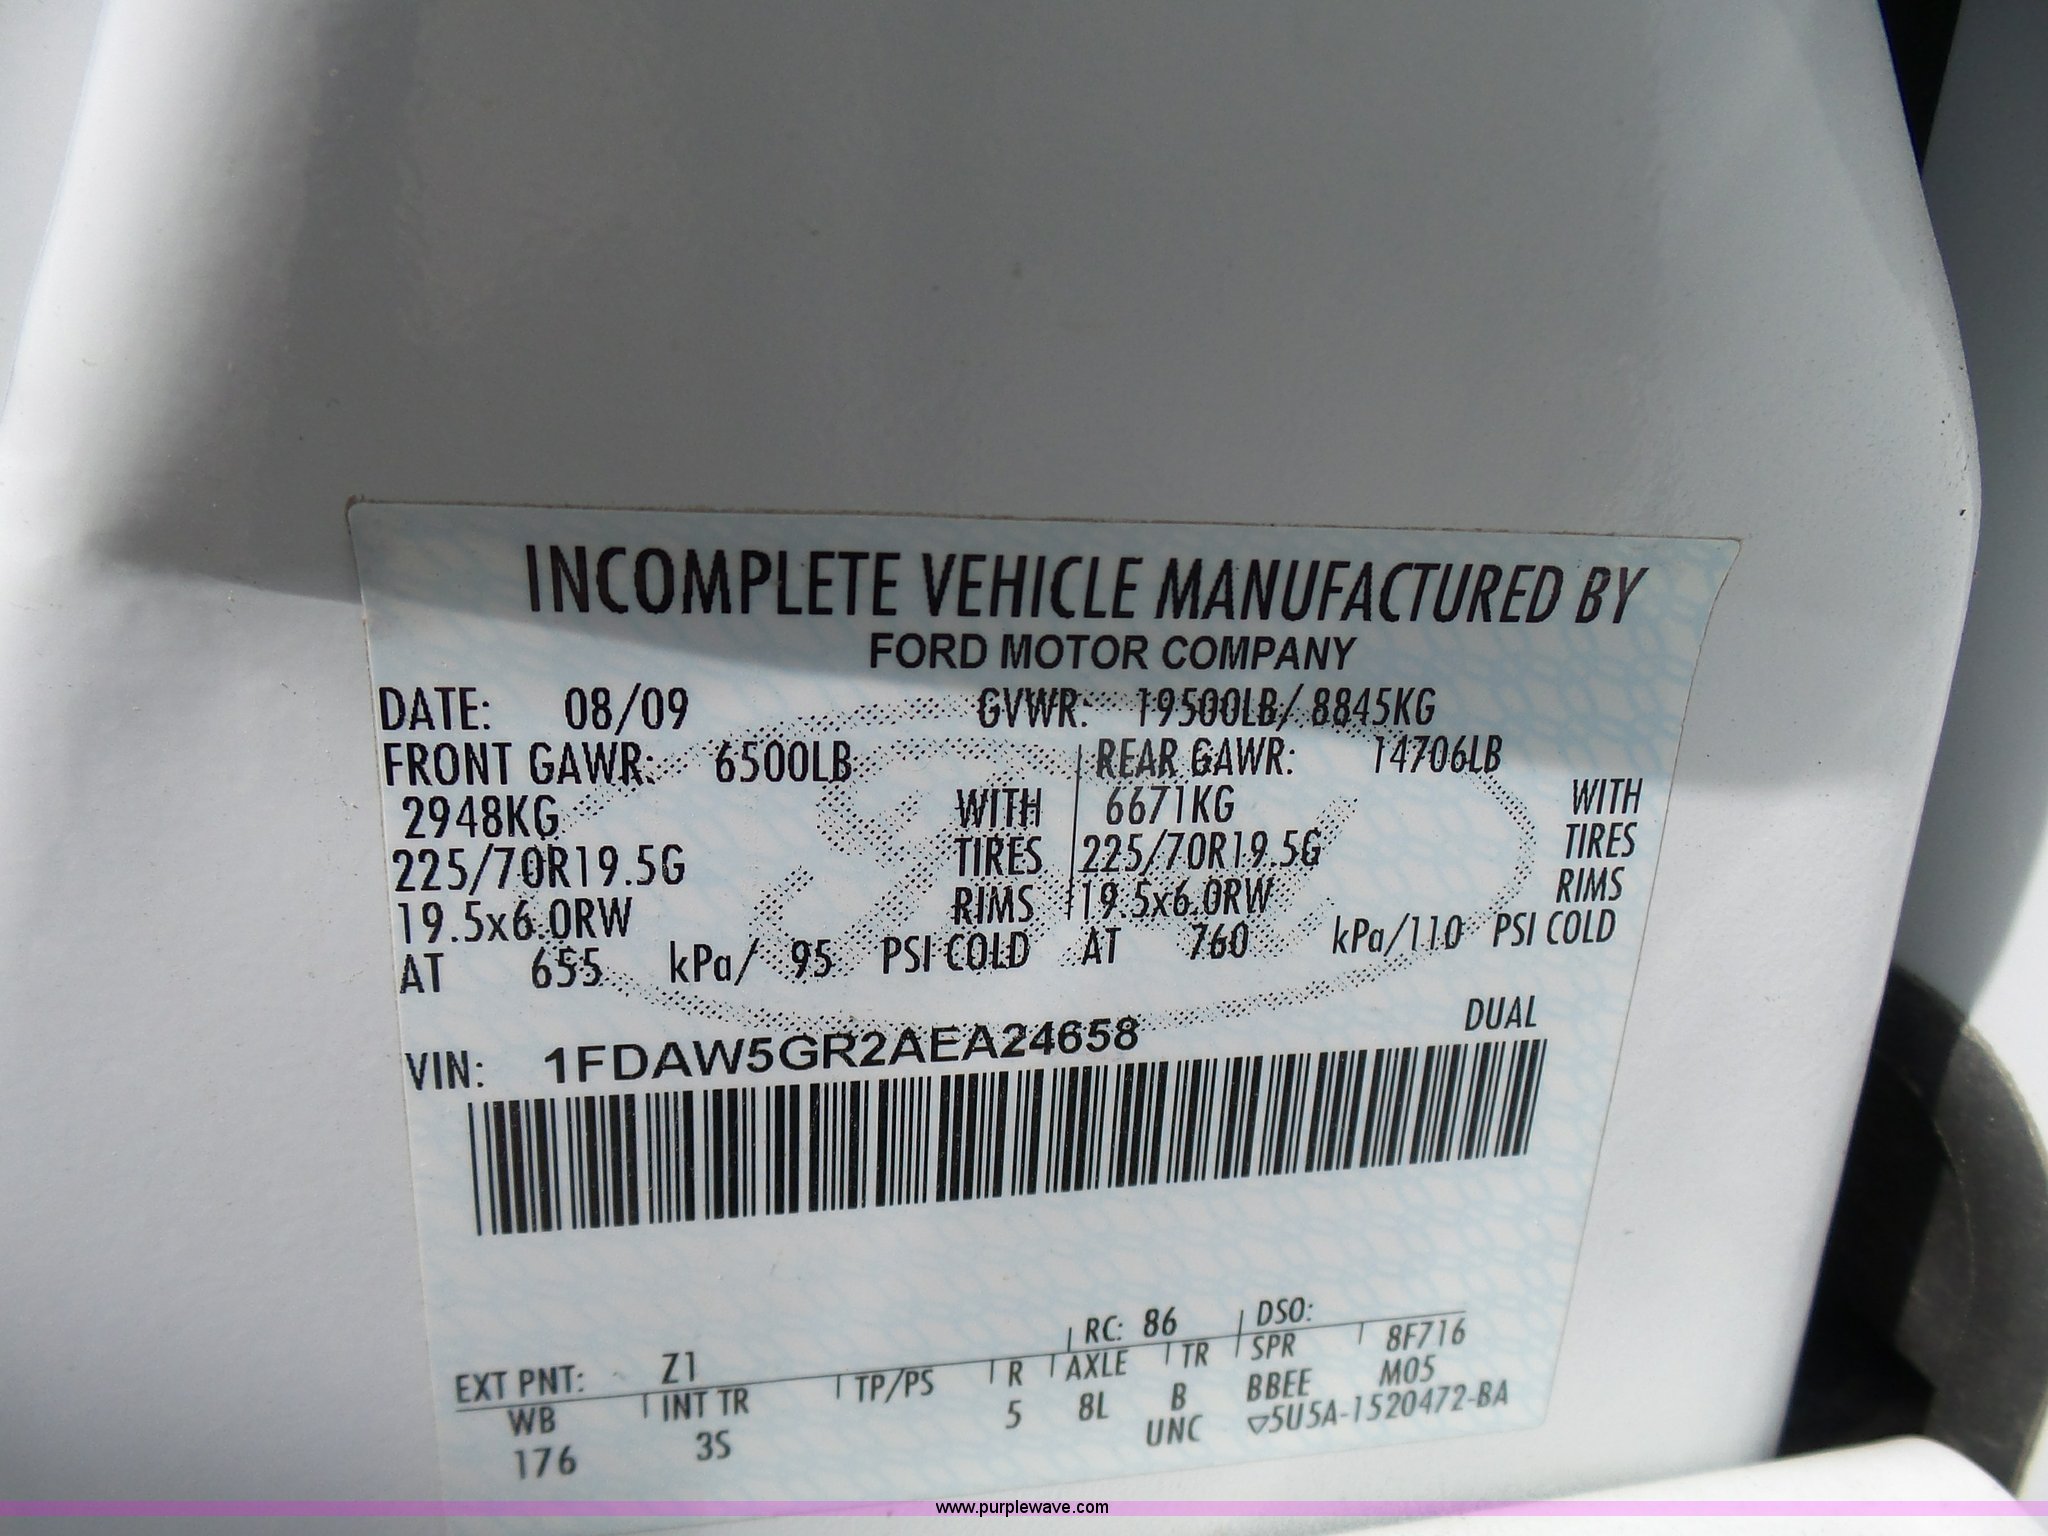 INCOMPLETE VEHICLE MANUFACTURED BY
FORD MOTOR COMPANY
DATE: 08/09 GVWR: 19500LB/ 8845KG
FRONT GAWR: 6500LB REAR GAWR: 14706LB
2948KG WITH 6671KG WITH
225/70R19.5G TIRES 225/70R19.5G TIRES
19.5x6.0RW RIMS 19.5x6.0RW RIMS
AT 655 kPa/ 95 PSI COLD AT 760 kPa/110 PSI COLD
DUAL
VIN: 1FDAW5GR2AEA24658
RC: 86 DSO:
EXT PNT: Z1 8F716
WB INT TR TP/PS R AXLE TR SPR M05
176 3S 5 8L B BBEE
UNC ▽5U5A-1520472-BA
www.purplewave.com